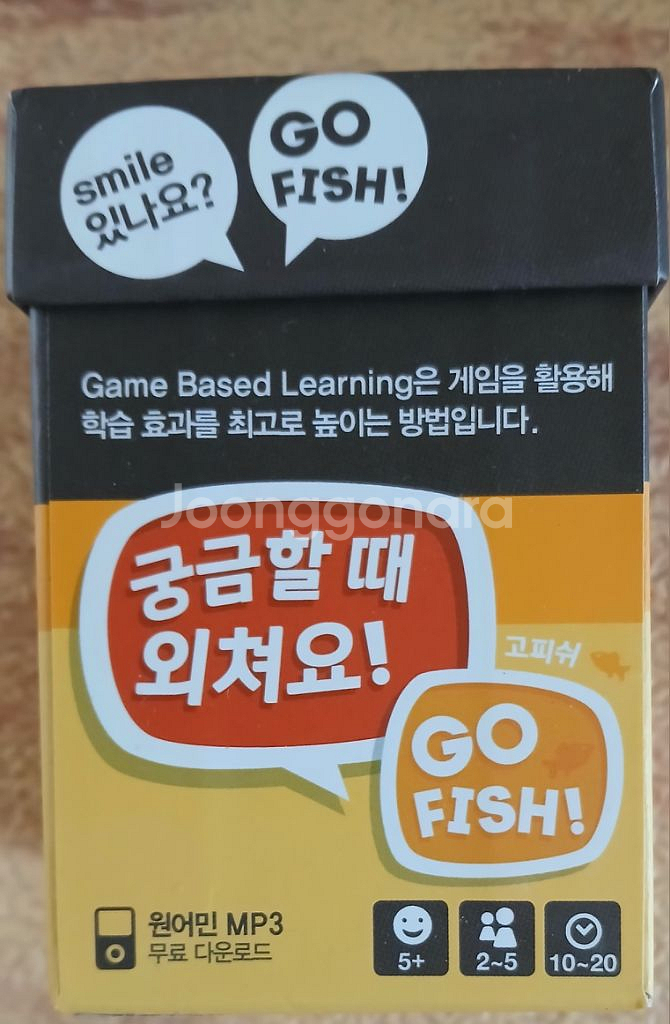 smile
있나요?
GO
FISH!
Game Based Learning은 게임을 활용해
학습 효과를 최고로 높이는 방법입니다.
Joonggonara
궁금할 때
외쳐요!
고피쉬
GO
FISH!
원어민 MP3
무료 다운로드
5+
2~5
10~20